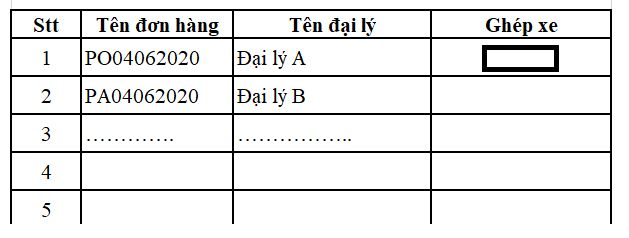 Stt Tên đơn hàng Tên đại lý Ghép xe
1 PO04062020 Đại lý A
2 PA04062020 Đại lý B
3 …………. ……………..
4
5